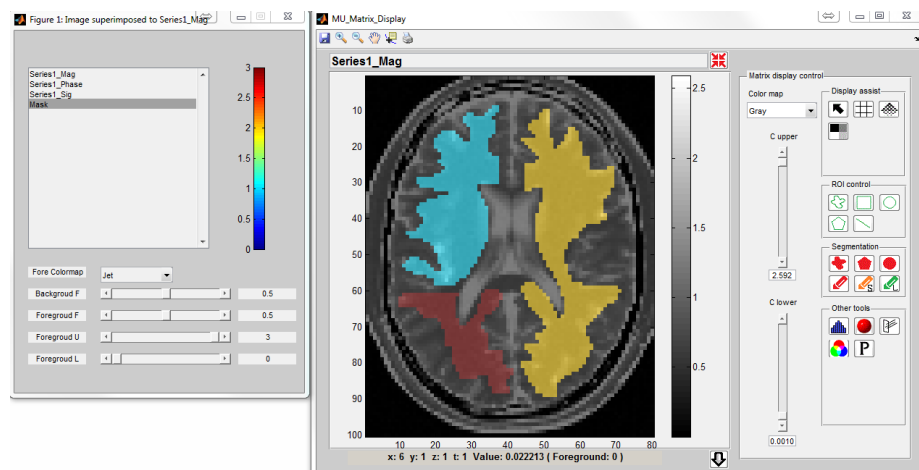 Figure 1: Image superimposed to Series1_Mag
Series1_Mag
Series1_Phase
Series1_Sig
Mask
3
2.5
2
1.5
1
0.5
0
Fore Colormap
Jet
Backgroud F
0.5
Foregroud F
0.5
Foregroud U
3
Foregroud L
0
MU_Matrix_Display
Series1_Mag
10
20
30
40
50
60
70
80
90
100
10
20
30
40
50
60
70
80
2.5
2
1.5
1
0.5
x: 6 y: 1 z: 1 t: 1 Value: 0.022213 ( Foreground: 0 )
Matrix display control
Color map
Gray
C upper
2.592
C lower
0.0010
Display assist
ROI control
Segmentation
S
L
Other tools
P